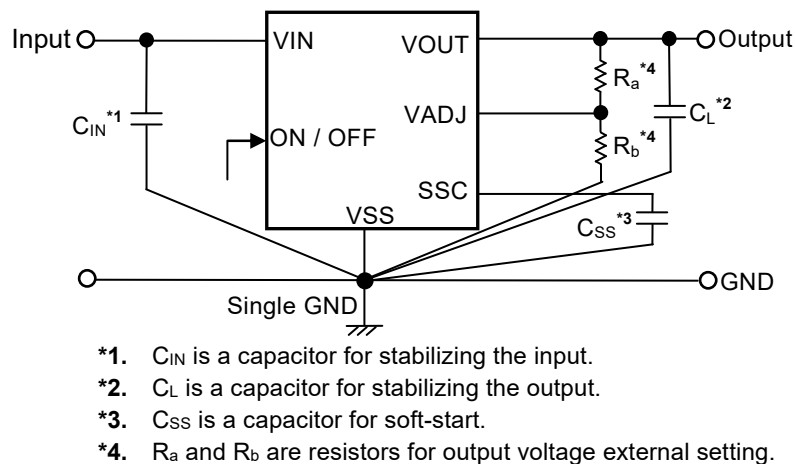 Input
VIN
VOUT
Output
Ra*4
CIN*1
VADJ
CL*2
ON / OFF
Rb*4
SSC
VSS
CSS*3
Single GND
GND
*1. CIN is a capacitor for stabilizing the input.
*2. CL is a capacitor for stabilizing the output.
*3. CSS is a capacitor for soft-start.
*4. Ra and Rb are resistors for output voltage external setting.